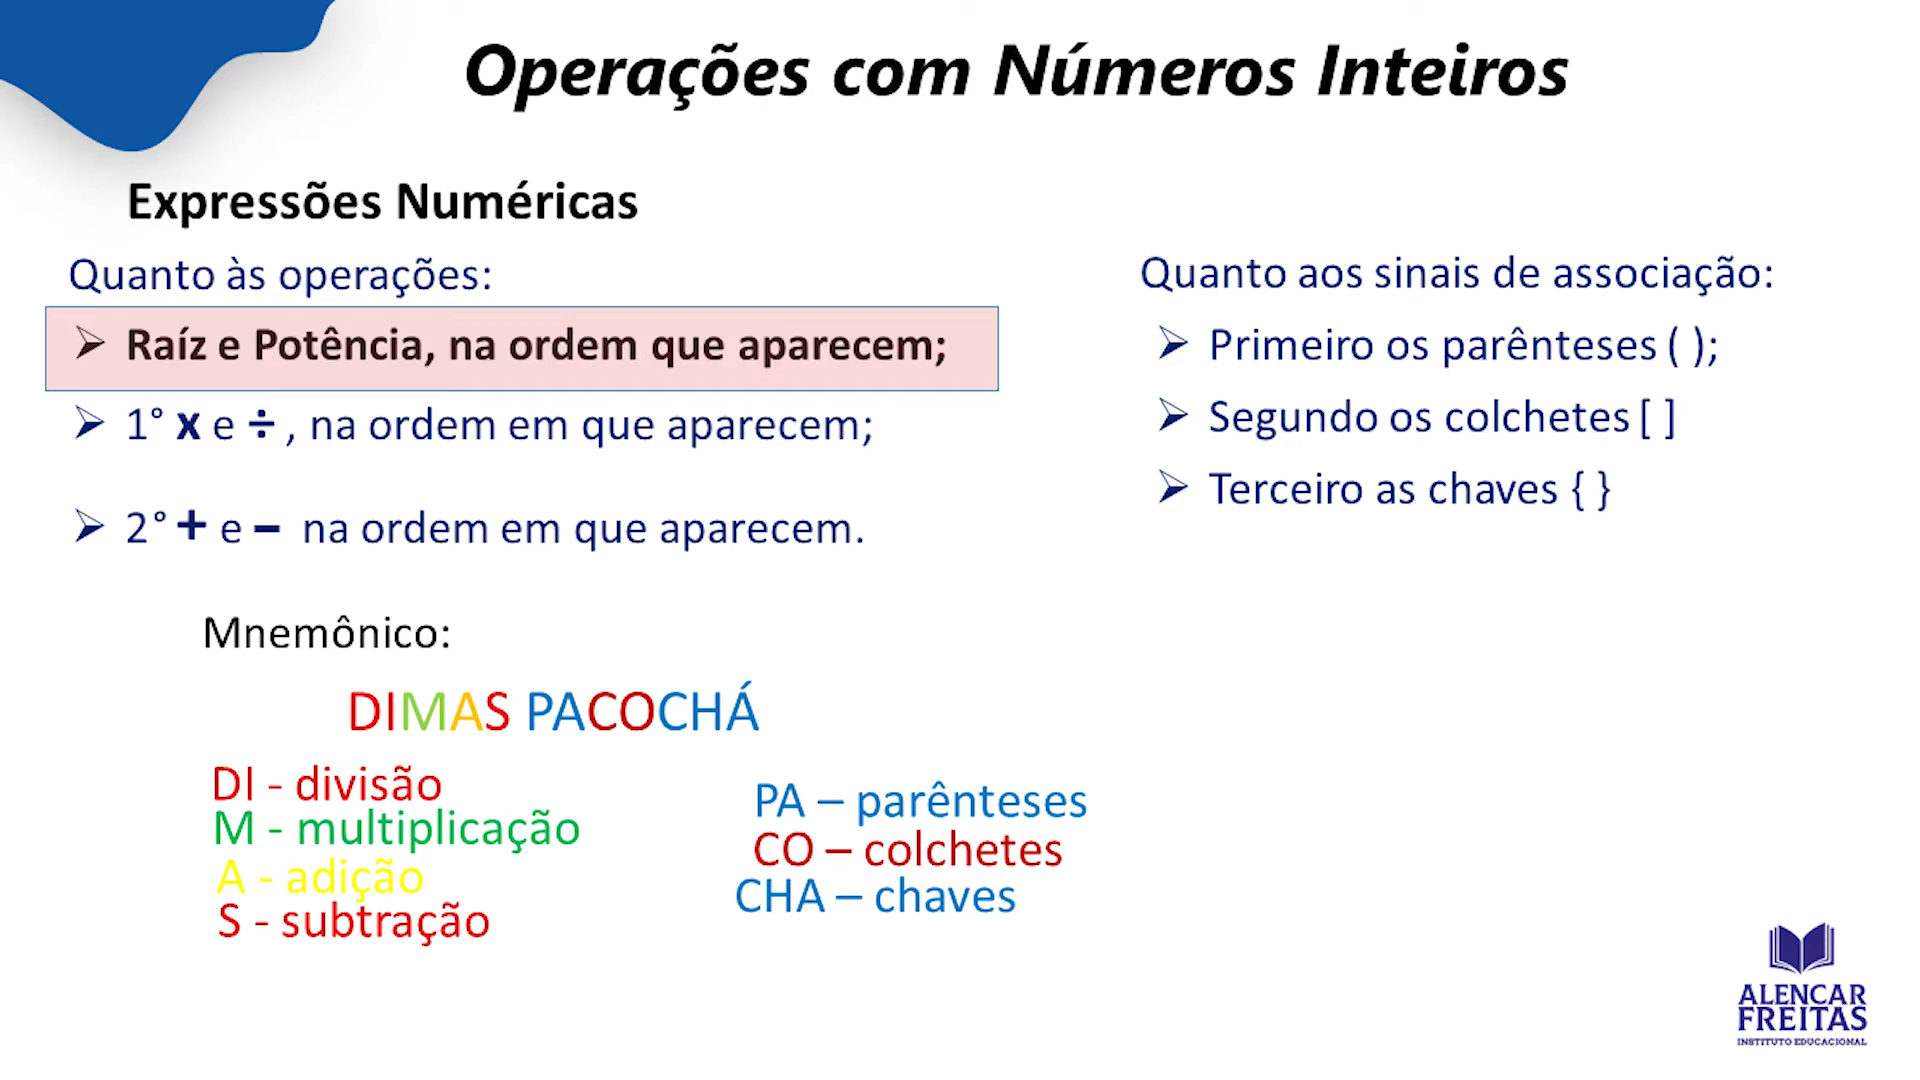 Operações com Números Inteiros
Expressões Numéricas
Quanto às operações:
➢ Raíz e Potência, na ordem que aparecem;
➢ 1° x e ÷ , na ordem em que aparecem;
➢ 2° + e – na ordem em que aparecem.
Quanto aos sinais de associação:
➢ Primeiro os parênteses ( );
➢ Segundo os colchetes [ ]
➢ Terceiro as chaves { }
Mnemônico:
DIMAS PACOCHÁ
DI - divisão
M - multiplicação
A - adição
S - subtração
PA – parênteses
CO – colchetes
CHA – chaves
ALENCAR
FREITAS
INSTITUTO EDUCACIONAL